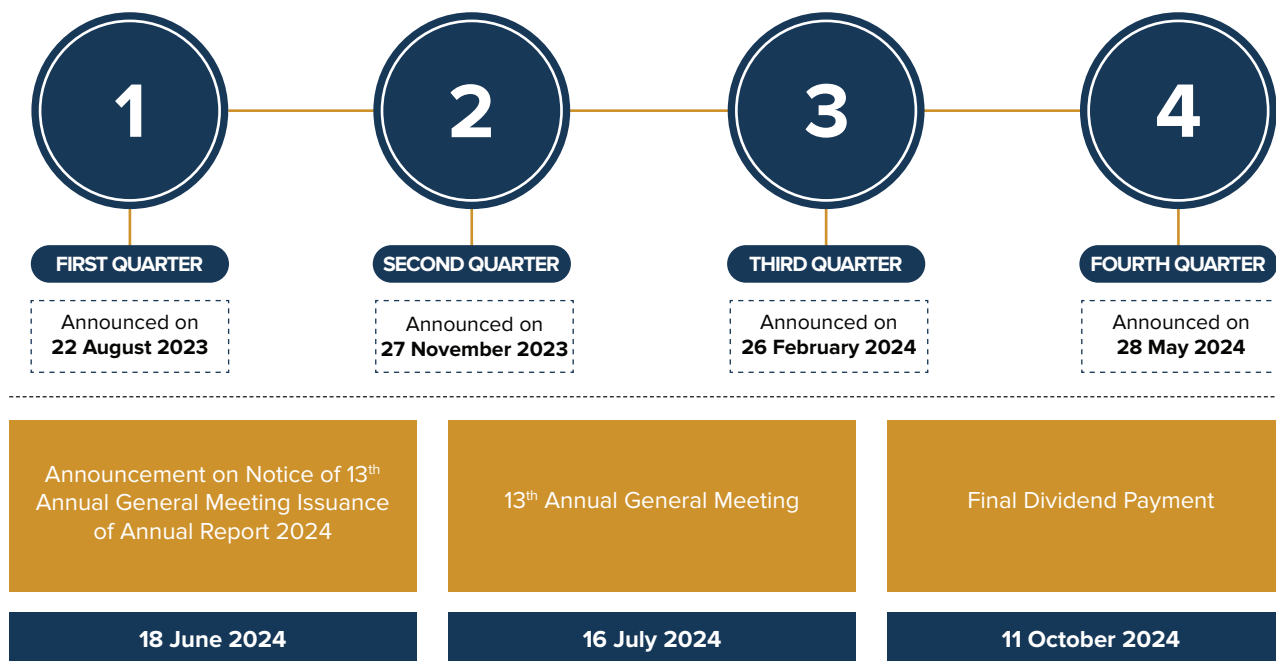 1
2
3
4
FIRST QUARTER
SECOND QUARTER
THIRD QUARTER
FOURTH QUARTER
Announced on
22 August 2023
Announced on
27 November 2023
Announced on
26 February 2024
Announced on
28 May 2024
Announcement on Notice of 13th
Annual General Meeting Issuance
of Annual Report 2024
13th Annual General Meeting
Final Dividend Payment
18 June 2024
16 July 2024
11 October 2024